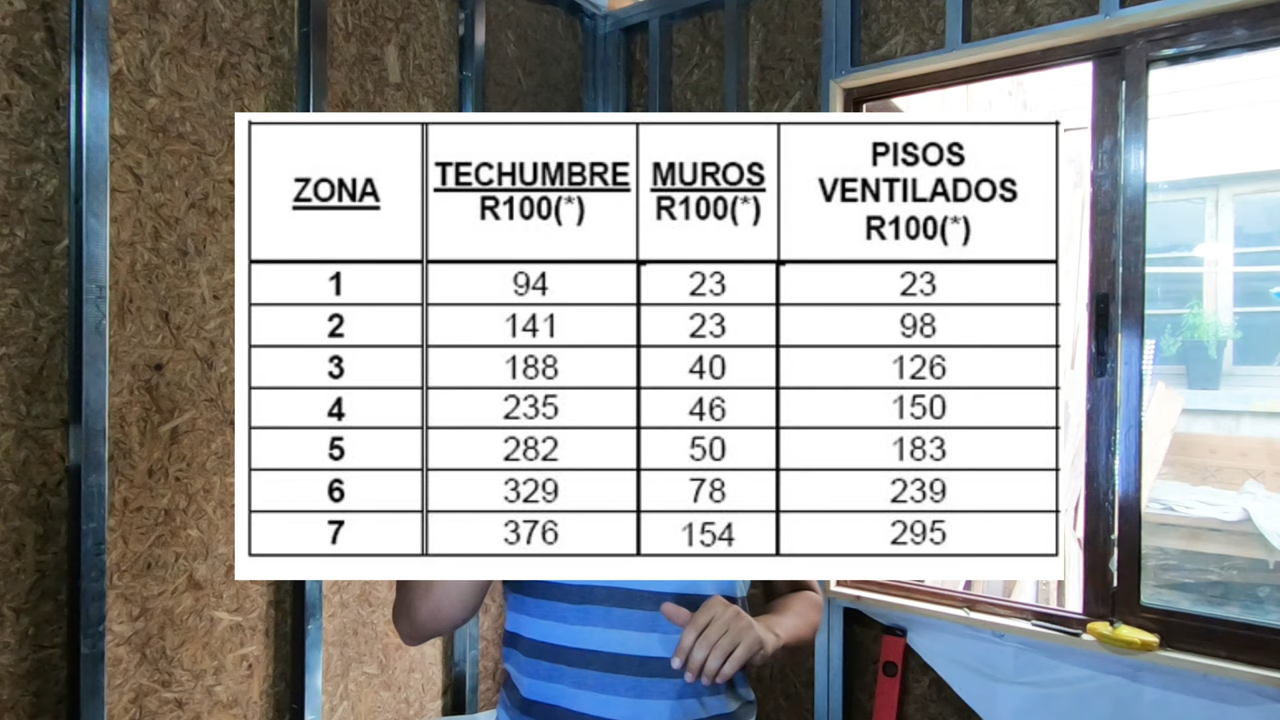 ZONA TECHUMBRE R100(*) MUROS R100(*) PISOS VENTILADOS R100(*)
1 94 23 23
2 141 23 98
3 188 40 126
4 235 46 150
5 282 50 183
6 329 78 239
7 376 154 295